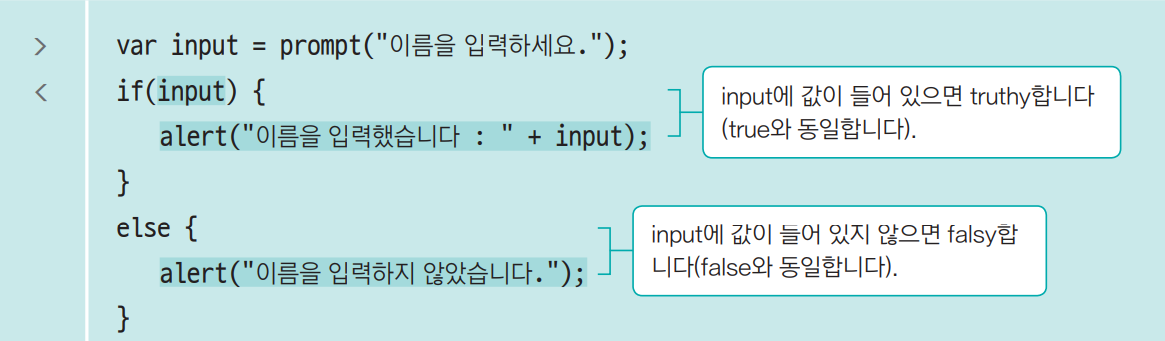 >
<
var input = prompt("이름을 입력하세요.");
if(input) {
alert("이름을 입력했습니다 : " + input);
}
else {
alert("이름을 입력하지 않았습니다.");
}
input에 값이 들어 있으면 truthy합니다
(true와 동일합니다).
input에 값이 들어 있지 않으면 falsy합
니다(false와 동일합니다).